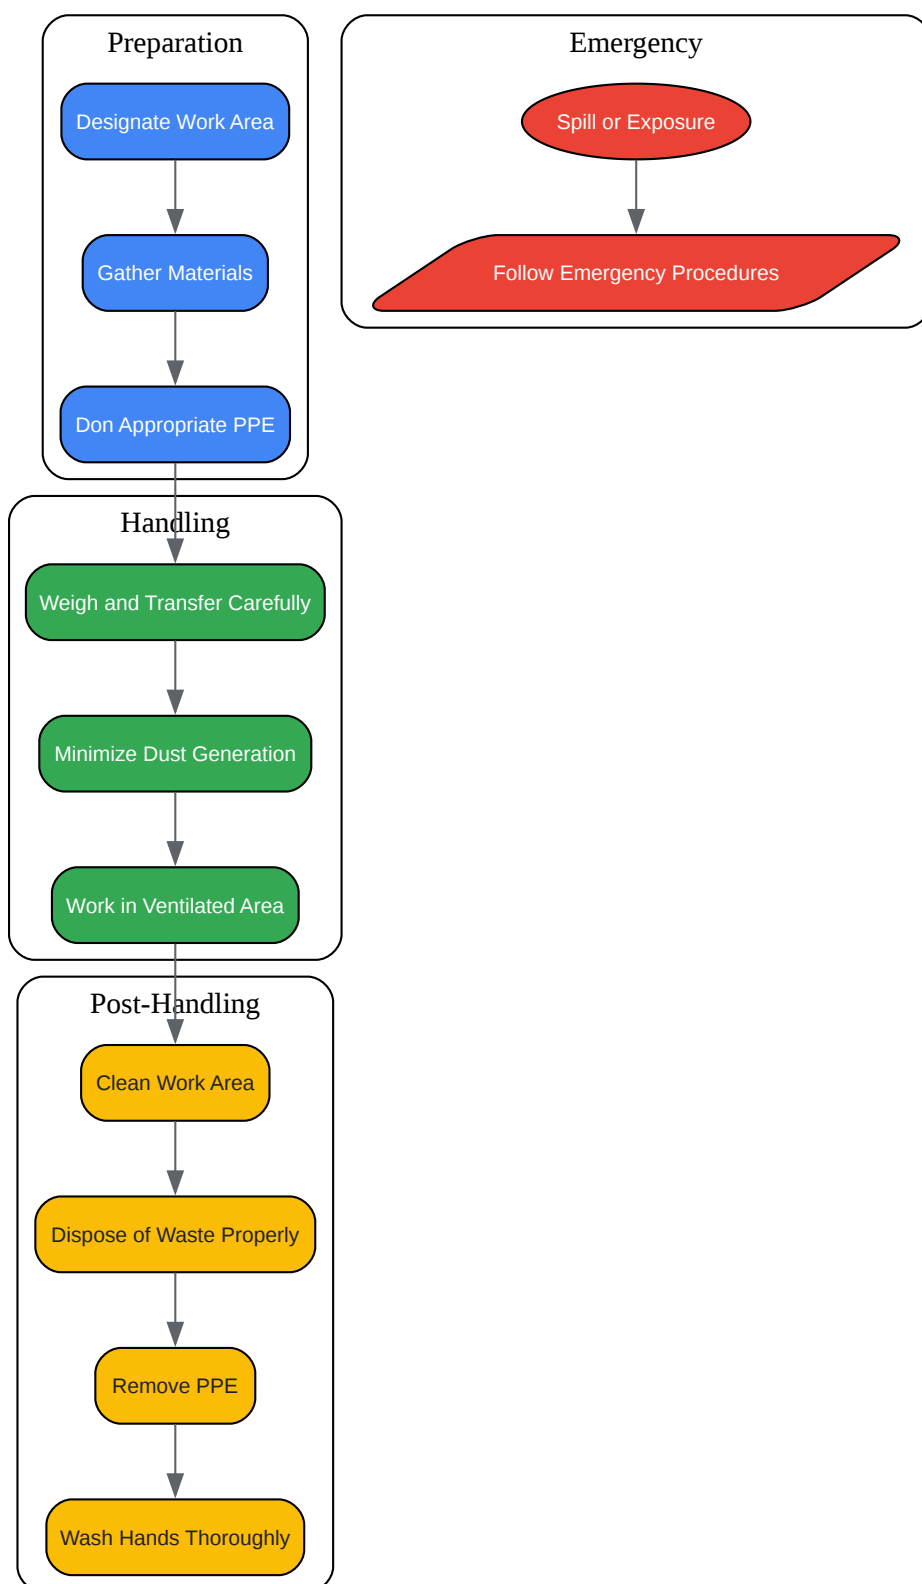 Preparation
Designate Work Area
Gather Materials
Don Appropriate PPE
Handling
Weigh and Transfer Carefully
Minimize Dust Generation
Work in Ventilated Area
Post-Handling
Clean Work Area
Dispose of Waste Properly
Remove PPE
Wash Hands Thoroughly
Emergency
Spill or Exposure
Follow Emergency Procedures